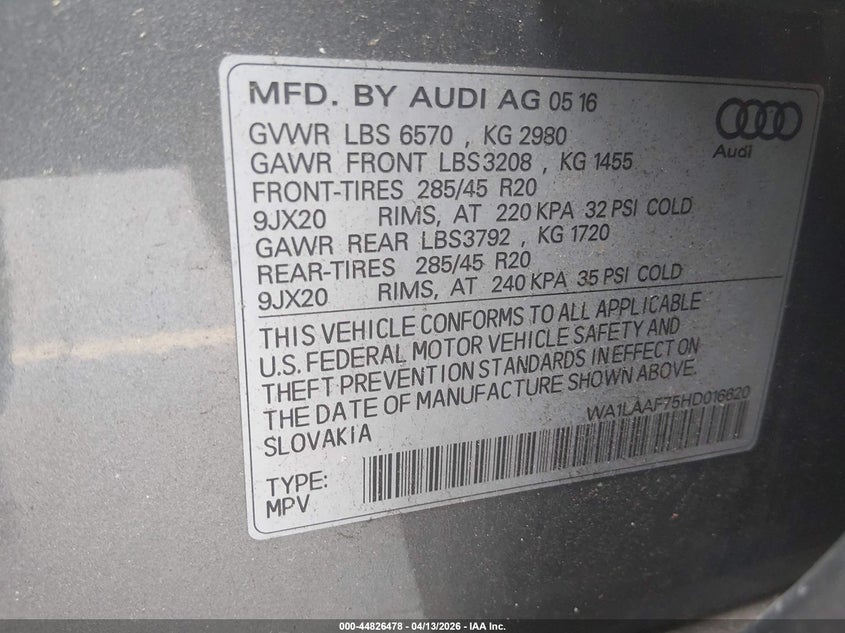 MFD. BY AUDI AG 05 16
Audi
GVWR LBS 6570 , KG 2980
GAWR FRONT LBS3208 , KG 1455
FRONT-TIRES 285/45 R20
9JX20 RIMS, AT 220 KPA 32 PSI COLD
GAWR REAR LBS3792 , KG 1720
REAR-TIRES 285/45 R20
9JX20 RIMS, AT 240 KPA 35 PSI COLD
THIS VEHICLE CONFORMS TO ALL APPLICABLE
U.S. FEDERAL MOTOR VEHICLE SAFETY AND
THEFT PREVENTION STANDARDS IN EFFECT ON
THE DATE OF MANUFACTURE SHOWN ABOVE.
SLOVAKIA
WA1LAAF75HD016620
TYPE:
MPV
000-44826478 | 04/13/2026 - IAA Inc.